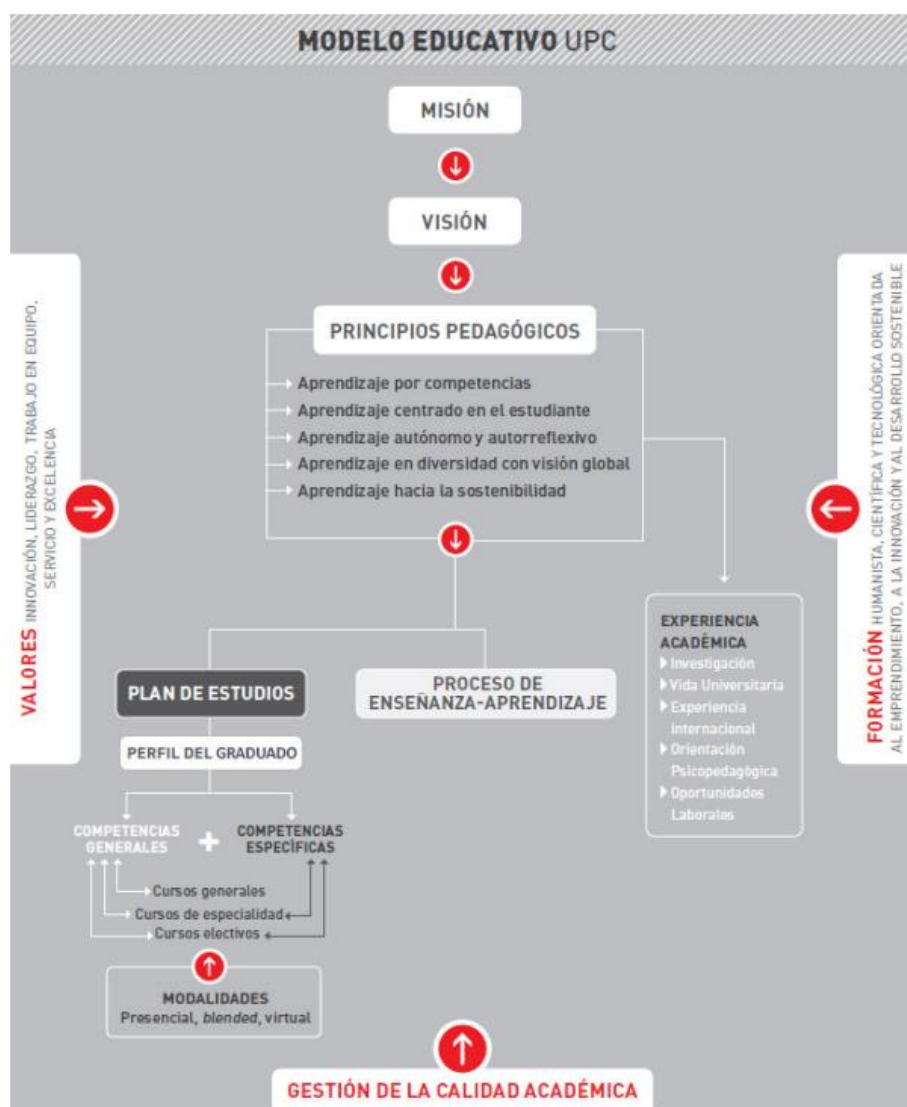 MODELO EDUCATIVO UPC
MISIÓN
VISIÓN
PRINCIPIOS PEDAGÓGICOS
Aprendizaje por competencias
Aprendizaje centrado en el estudiante
Aprendizaje autónomo y autorreflexivo
Aprendizaje en diversidad con visión global
Aprendizaje hacia la sostenibilidad
VALORES INNOVACIÓN, LIDERAZGO, TRABAJO EN EQUIPO,
SERVICIO Y EXCELENCIA
FORMACIÓN HUMANISTA, CIENTÍFICA Y TECNOLÓGICA ORIENTADA
AL EMPRENDIMIENTO, A LA INNOVACIÓN Y AL DESARROLLO SOSTENIBLE
PLAN DE ESTUDIOS
PROCESO DE
ENSEÑANZA-APRENDIZAJE
EXPERIENCIA
ACADÉMICA
Investigación
Vida Universitaria
Experiencia
internacional
Orientación
Psicopedagógica
Oportunidades
Laborales
PERFIL DEL GRADUADO
COMPETENCIAS
GENERALES
+
COMPETENCIAS
ESPECÍFICAS
Cursos generales
Cursos de especialidad
Cursos electivos
MODALIDADES
Presencial, blended, virtual
GESTIÓN DE LA CALIDAD ACADÉMICA